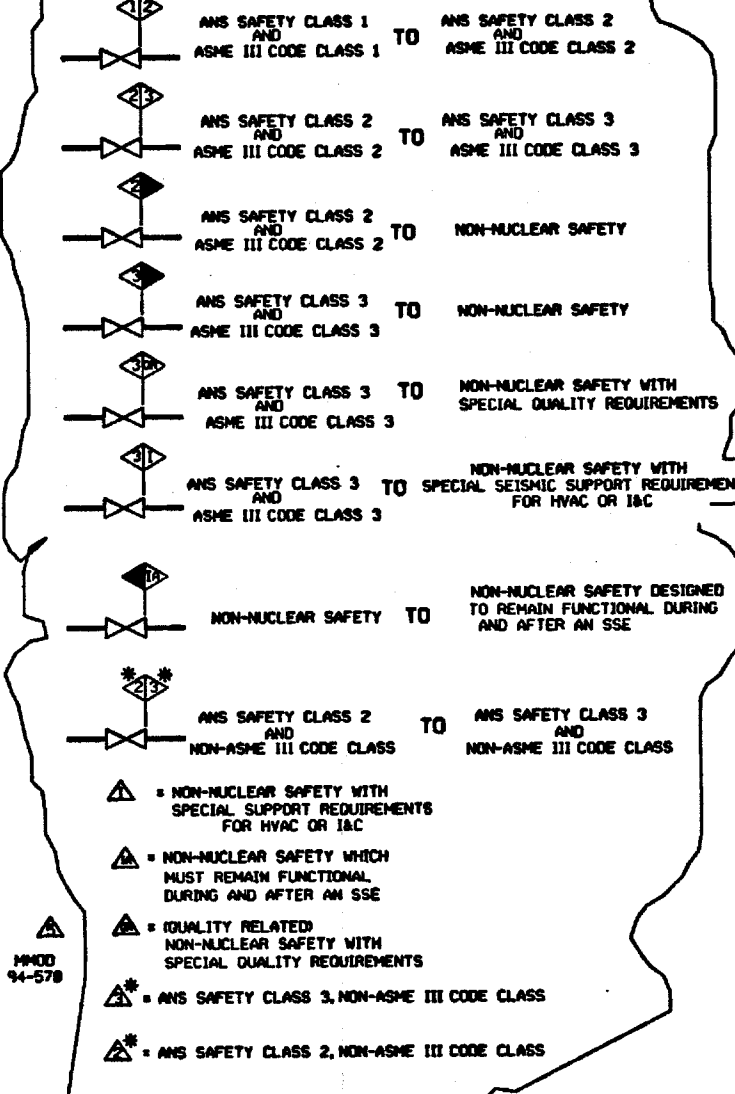 1 2
ANS SAFETY CLASS 1
AND
ASME III CODE CLASS 1
TO
ANS SAFETY CLASS 2
AND
ASME III CODE CLASS 2
2 3
ANS SAFETY CLASS 2
AND
ASME III CODE CLASS 2
TO
ANS SAFETY CLASS 3
AND
ASME III CODE CLASS 3
2
ANS SAFETY CLASS 2
AND
ASME III CODE CLASS 2
TO
NON-NUCLEAR SAFETY
3
ANS SAFETY CLASS 3
AND
ASME III CODE CLASS 3
TO
NON-NUCLEAR SAFETY
3
ANS SAFETY CLASS 3
AND
ASME III CODE CLASS 3
TO
NON-NUCLEAR SAFETY WITH
SPECIAL QUALITY REQUIREMENTS
3 I
ANS SAFETY CLASS 3
AND
ASME III CODE CLASS 3
TO
NON-NUCLEAR SAFETY WITH
SPECIAL SEISMIC SUPPORT REQUIREMEN
FOR HVAC OR I&C
IA
NON-NUCLEAR SAFETY
TO
NON-NUCLEAR SAFETY DESIGNED
TO REMAIN FUNCTIONAL DURING
AND AFTER AN SSE
* 2 3 *
ANS SAFETY CLASS 2
AND
NON-ASME III CODE CLASS
TO
ANS SAFETY CLASS 3
AND
NON-ASME III CODE CLASS
I = NON-NUCLEAR SAFETY WITH
SPECIAL SUPPORT REQUIREMENTS
FOR HVAC OR I&C
= NON-NUCLEAR SAFETY WHICH
MUST REMAIN FUNCTIONAL
DURING AND AFTER AN SSE
= (QUALITY RELATED)
NON-NUCLEAR SAFETY WITH
SPECIAL QUALITY REQUIREMENTS
MMOD
94-570
3* = ANS SAFETY CLASS 3, NON-ASME III CODE CLASS
2* = ANS SAFETY CLASS 2, NON-ASME III CODE CLASS